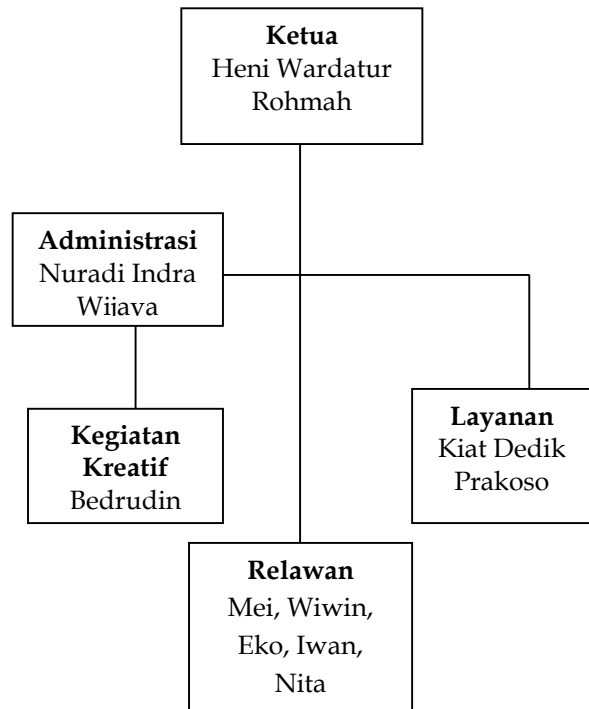 Ketua
Heni Wardatur
Rohmah
Administrasi
Nuradi Indra
Wijaya
Kegiatan
Kreatif
Bedrudin
Layanan
Kiat Dedik
Prakoso
Relawan
Mei, Wiwin,
Eko, Iwan,
Nita